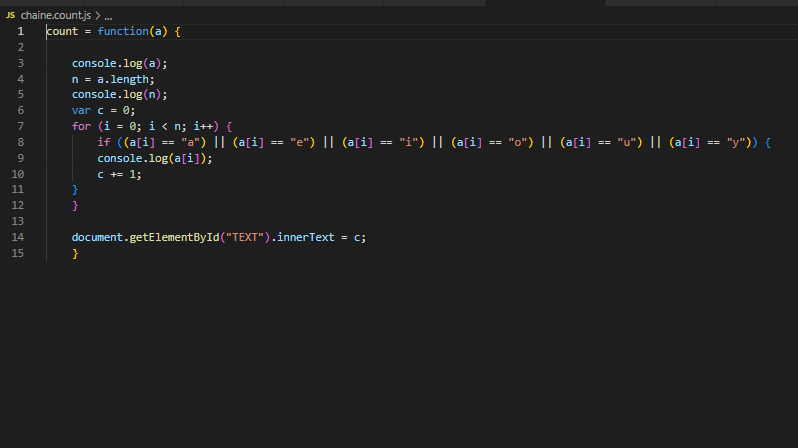 JS chaine.count.js > ...
1 count = function(a) {
2
3 console.log(a);
4 n = a.length;
5 console.log(n);
6 var c = 0;
7 for (i = 0; i < n; i++) {
8 if ((a[i] == "a") || (a[i] == "e") || (a[i] == "i") || (a[i] == "o") || (a[i] == "u") || (a[i] == "y")) {
9 console.log(a[i]);
10 c += 1;
11 }
12 }
13
14 document.getElementById("TEXT").innerText = c;
15 }